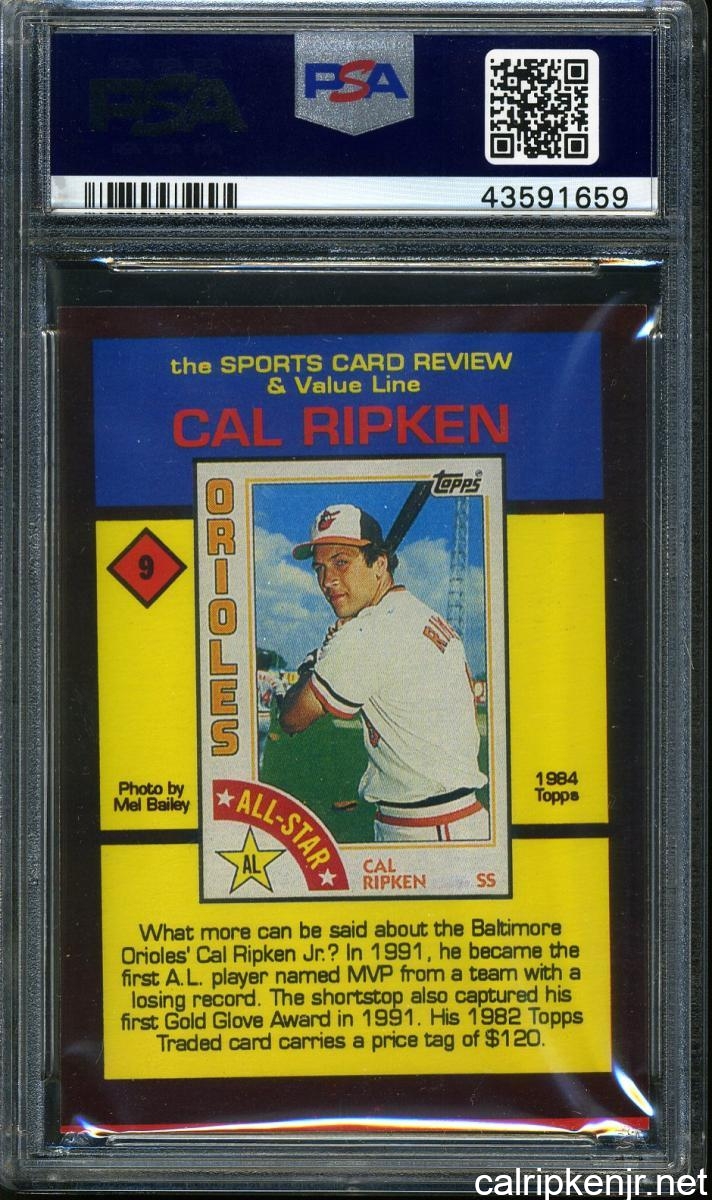 PSA
PSA
43591659
the SPORTS CARD REVIEW
& Value Line
CAL RIPKEN
ORIOLES
topps
9
RI
Photo by
Mel Bailey
1984
Topps
ALL-STAR
AL
CAL
RIPKEN
SS
What more can be said about the Baltimore
Orioles' Cal Ripken Jr.? In 1991, he became the
first A.L. player named MVP from a team with a
losing record. The shortstop also captured his
first Gold Glove Award in 1991. His 1982 Topps
Traded card carries a price tag of $120.
calripkenjr.net